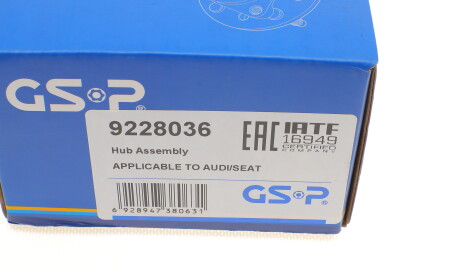 GSP
9228036
Hub Assembly
APPLICABLE TO AUDI/SEAT
EAC
IATF
16949
CERTIFIED
COMPANY
6 928947 380631
GSP